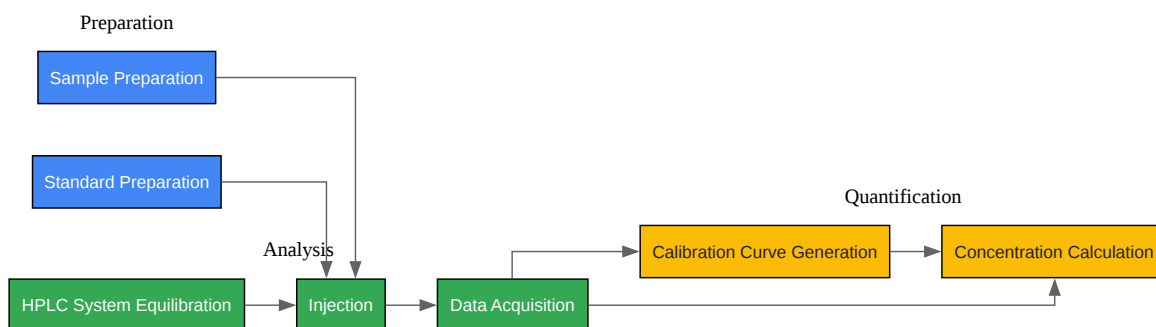 Preparation
Sample Preparation
Standard Preparation
Quantification
Analysis
Calibration Curve Generation
Concentration Calculation
HPLC System Equilibration
Injection
Data Acquisition